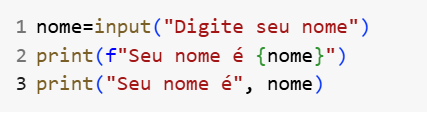 1 nome=input("Digite seu nome")
2 print(f"Seu nome é {nome}")
3 print("Seu nome é", nome)